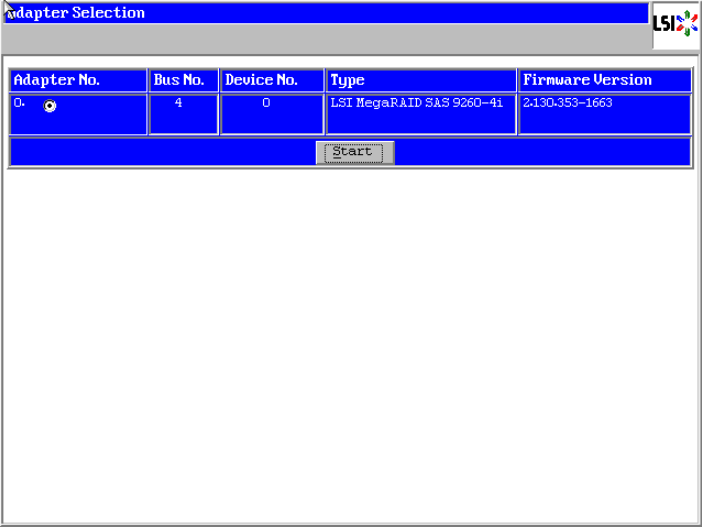 Adapter Selection
LSI
Adapter No. Bus No. Device No. Type Firmware Version
0. 4 0 LSI MegaRAID SAS 9260-4i 2.130.353-1663
Start